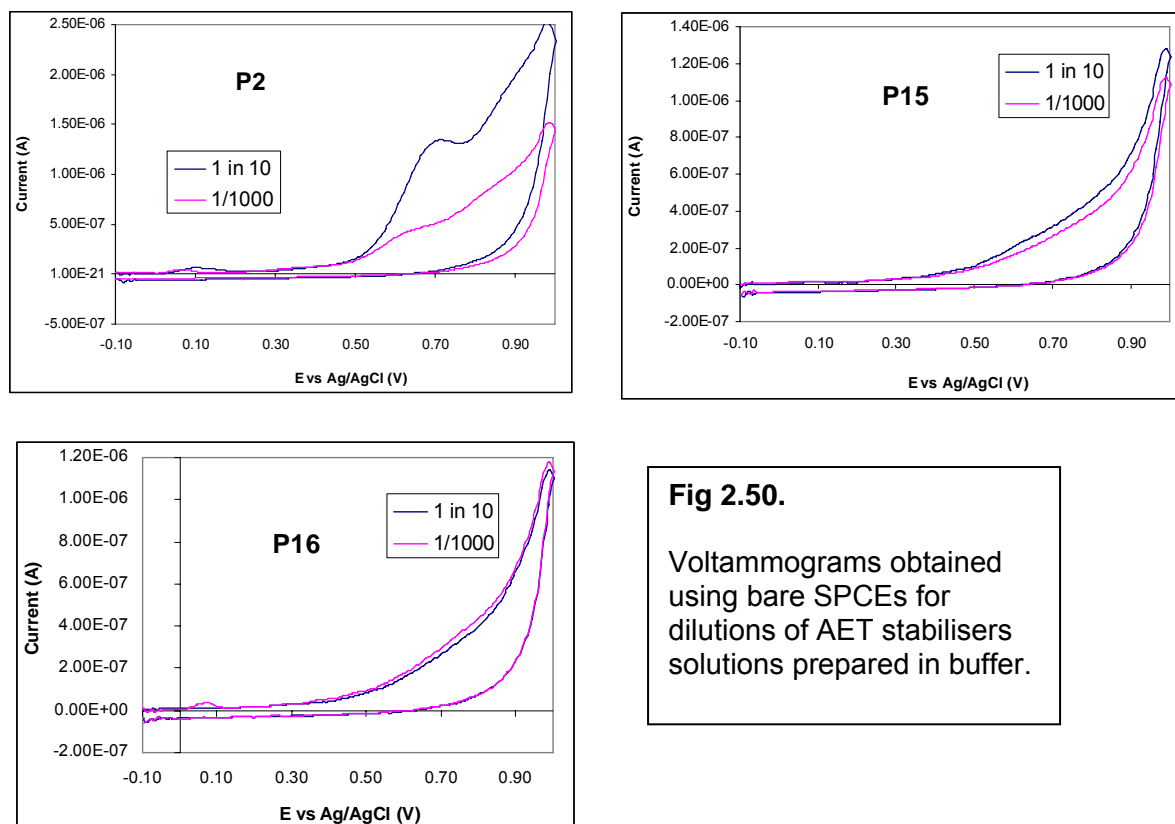 P2
1 in 10
1/1000
Current (A)
2.50E-06
2.00E-06
1.50E-06
1.00E-06
5.00E-07
1.00E-21
-5.00E-07
-0.10 0.10 0.30 0.50 0.70 0.90
E vs Ag/AgCl (V)
P15
1 in 10
1/1000
Current (A)
1.40E-06
1.20E-06
1.00E-06
8.00E-07
6.00E-07
4.00E-07
2.00E-07
0.00E+00
-2.00E-07
-0.10 0.10 0.30 0.50 0.70 0.90
E vs Ag/AgCl (V)
P16
1 in 10
1/1000
Current (A)
1.20E-06
1.00E-06
8.00E-07
6.00E-07
4.00E-07
2.00E-07
0.00E+00
-2.00E-07
-0.10 0.10 0.30 0.50 0.70 0.90
E vs Ag/AgCl (V)
Fig 2.50.
Voltammograms obtained
using bare SPCEs for
dilutions of AET stabilisers
solutions prepared in buffer.